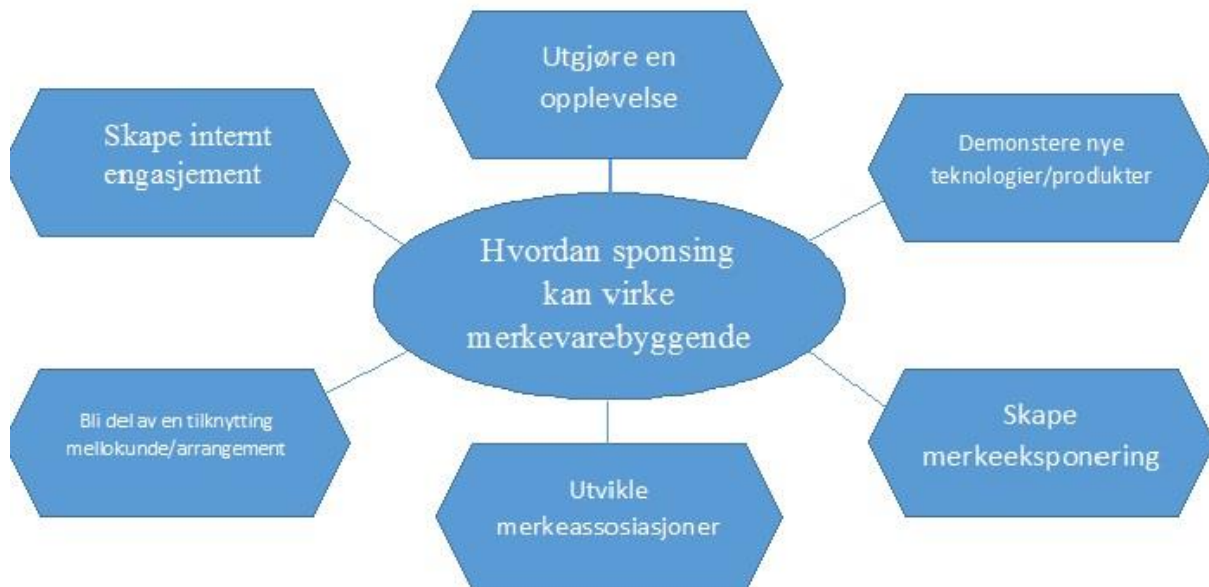 Utgjøre en
opplevelse
Skape internt
engasjement
Demonstere nye
teknologier/produkter
Hvordan sponsing
kan virke
merkevarebyggende
Bli del av en tilknytting
mellokunde/arrangement
Skape
merkeeksponering
Utvikle
merkeassosiasjoner